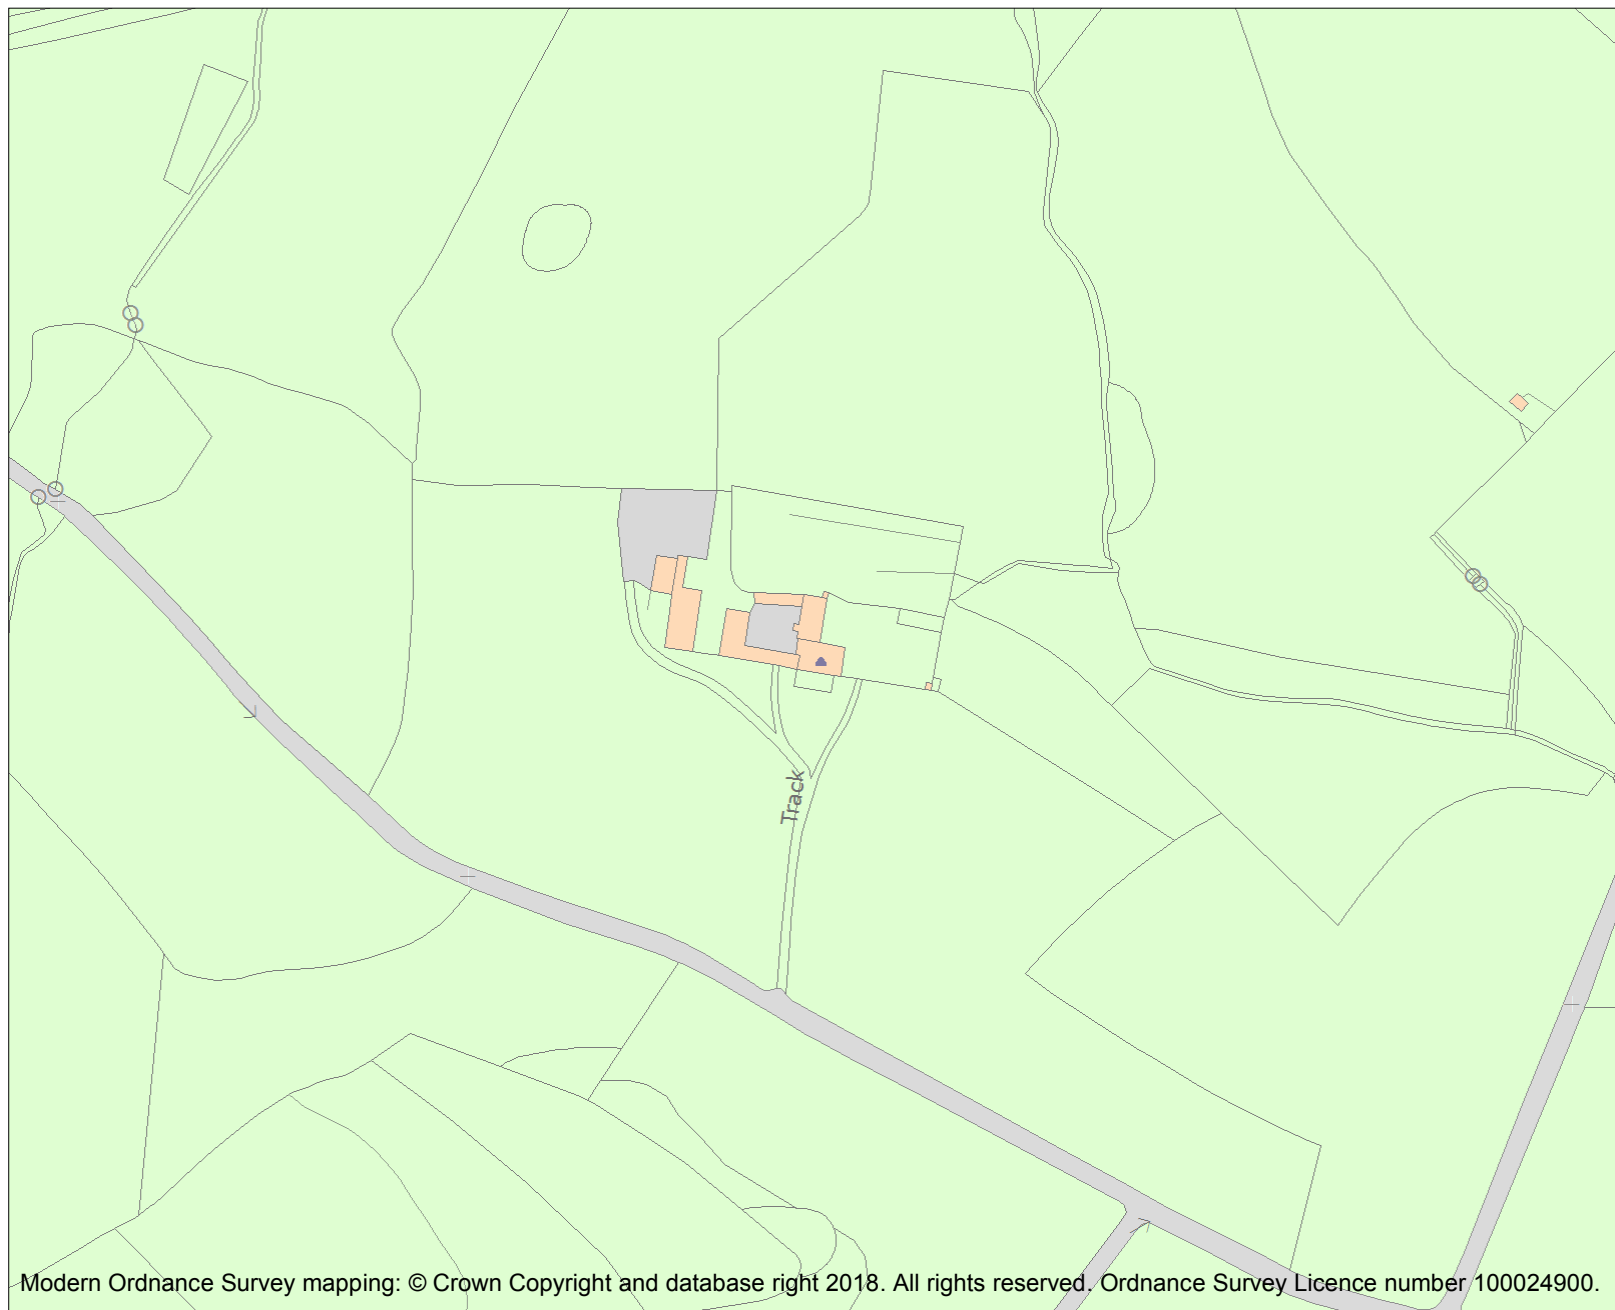 Track
Modern Ordnance Survey mapping: © Crown Copyright and database right 2018. All rights reserved. Ordnance Survey Licence number 100024900.